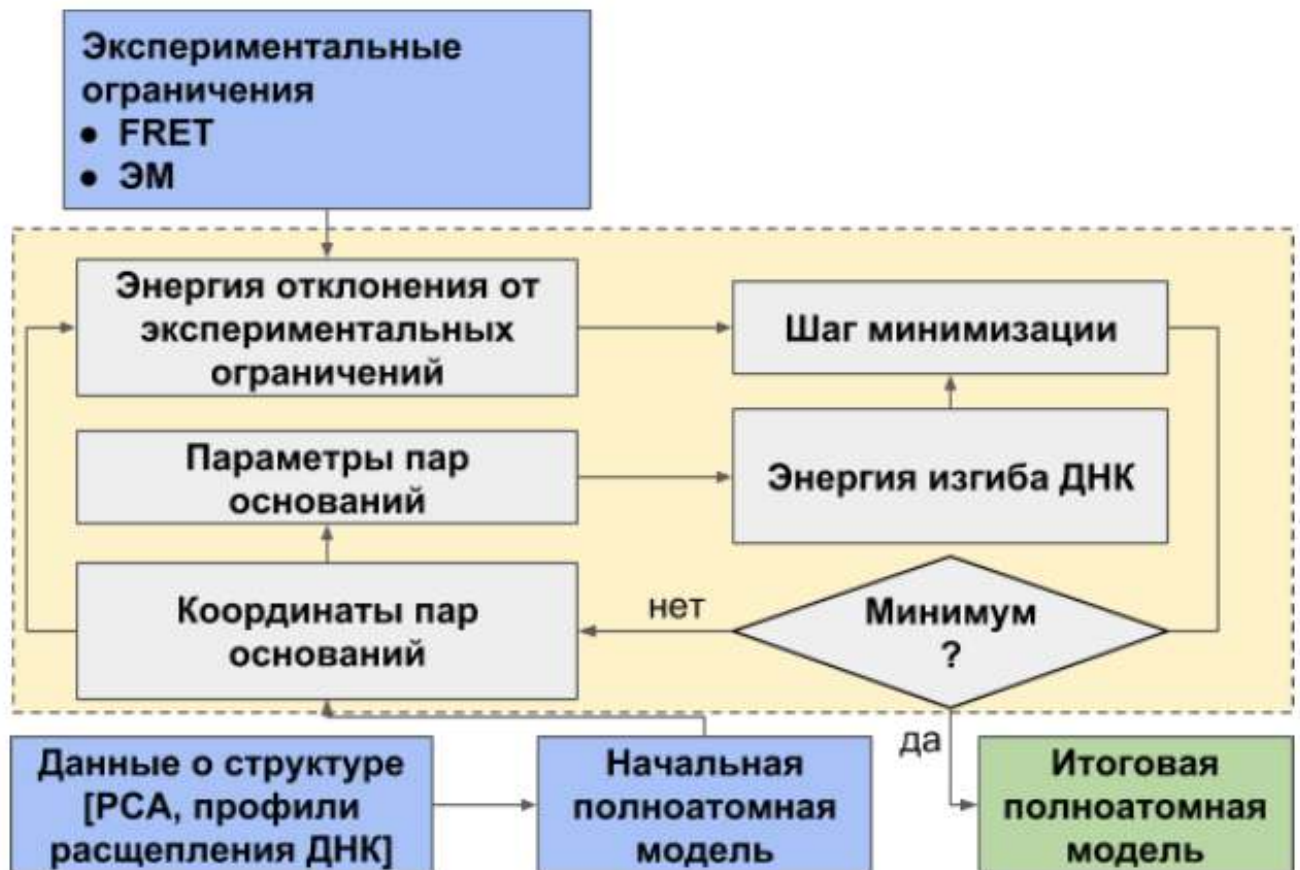 Экспериментальные
ограничения
● FRET
● ЭМ
Энергия отклонения от
экспериментальных
ограничений
Шаг минимизации
Параметры пар
оснований
Энергия изгиба ДНК
Координаты пар
оснований
нет
Минимум
?
да
Данные о структуре
[РСА, профили
расщепления ДНК]
Начальная
полноатомная
модель
Итоговая
полноатомная
модель